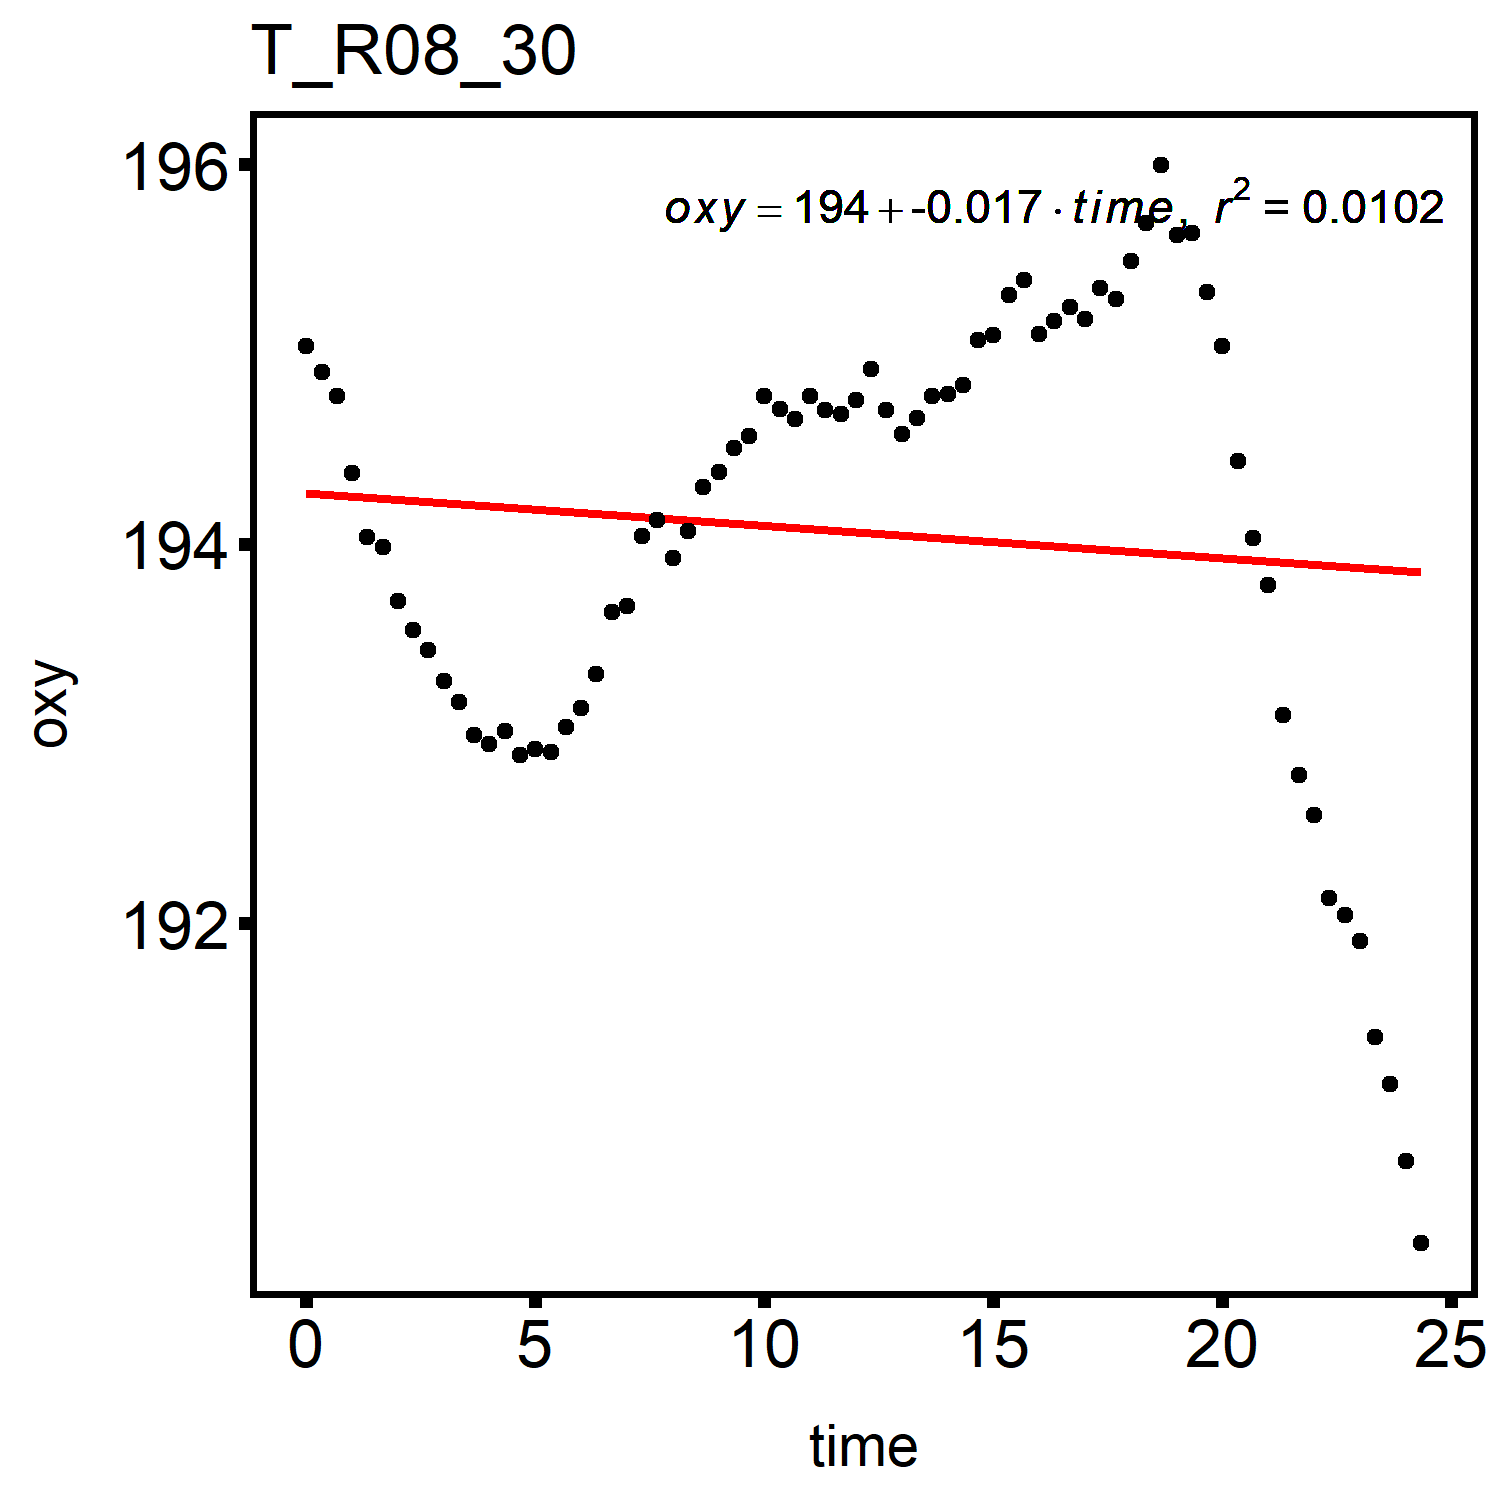 T_R08_30
196
oxy = 194 + -0.017 · time, r² = 0.0102
194
192
oxy
0 5 10 15 20 25
time